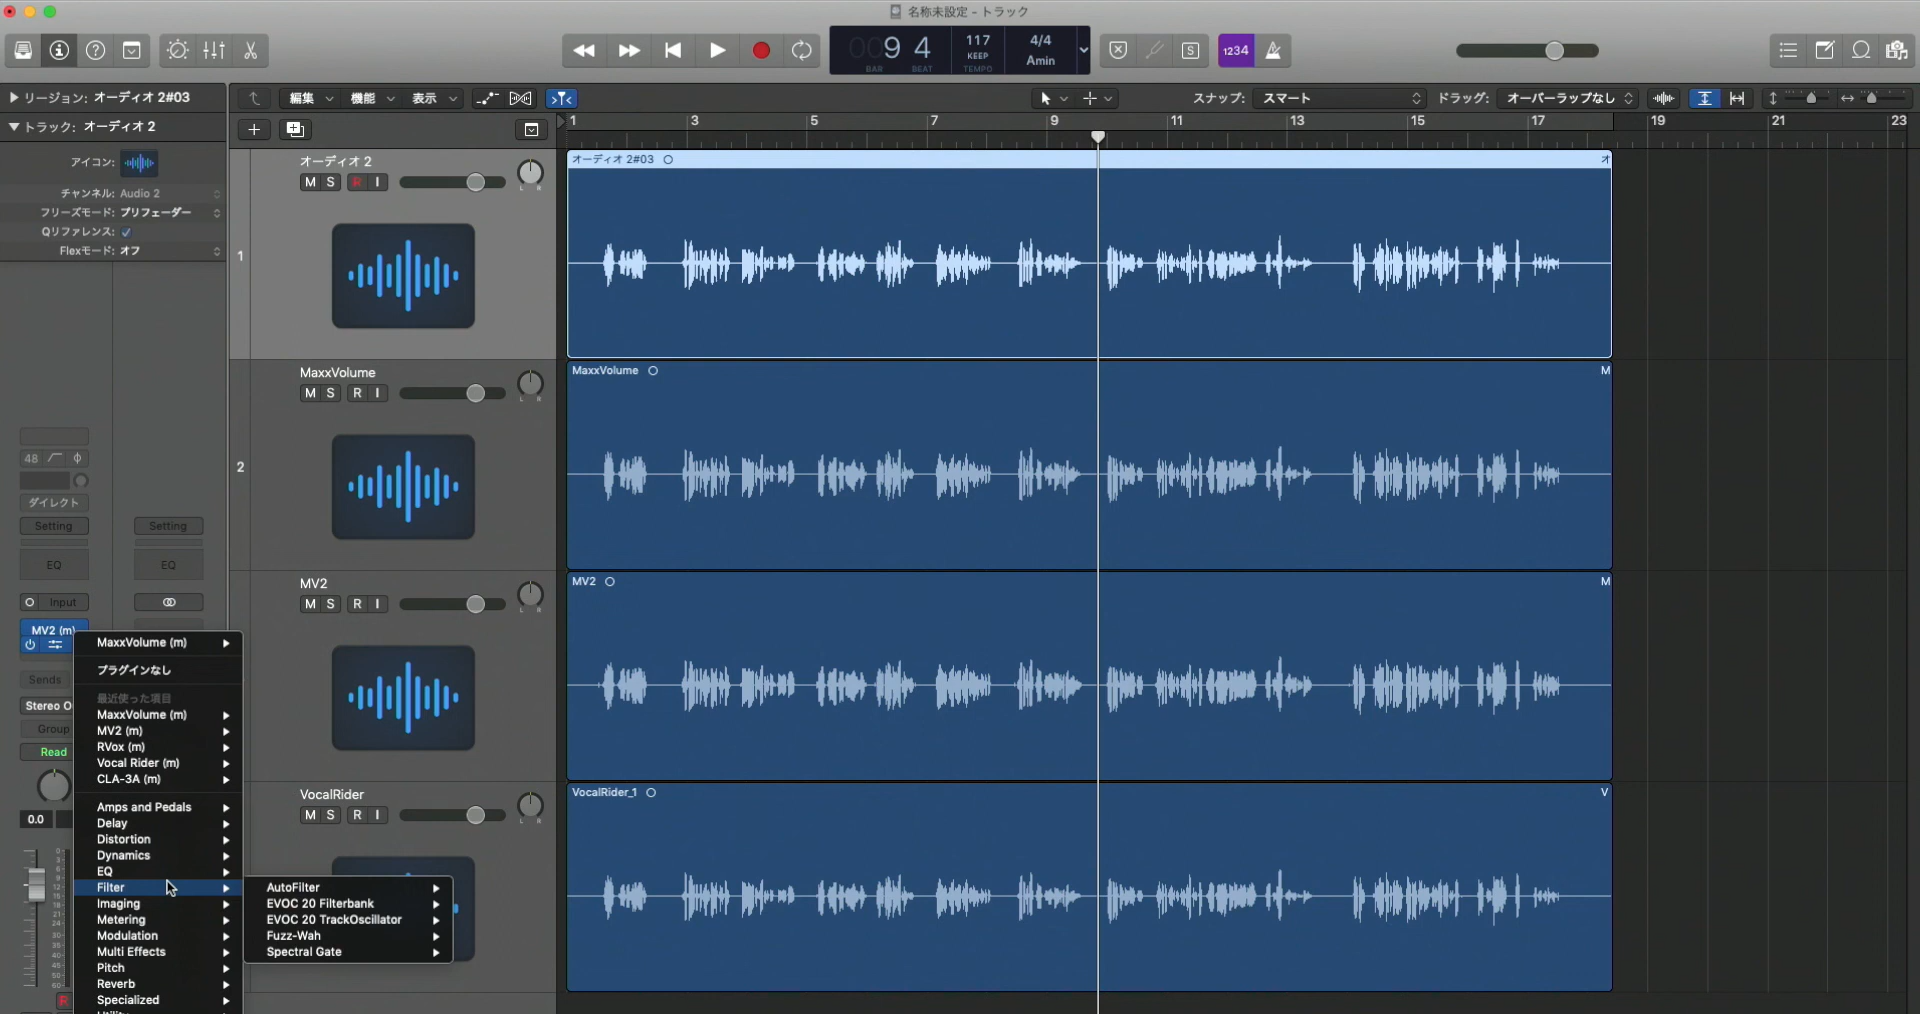 名称未設定 - トラック
009 4
BAR BEAT
117
KEEP
TEMPO
4/4
Amin
S
1234
リージョン: オーディオ 2#03
編集 機能 表示
スナップ: スマート
ドラッグ: オーバーラップなし
トラック: オーディオ 2
1 3 5 7 9 11 13 15 17 19 21 23
アイコン:
チャンネル: Audio 2
フリーズモード: プリフェーダー
Qリファレンス:
Flexモード: オフ
1
オーディオ 2
M S R I
L R
オーディオ 2#03
オ
2
MaxxVolume
M S R I
L R
MaxxVolume
M
MV2
M S R I
L R
MV2
M
VocalRider
M S R I
L R
VocalRider_1
V
48
ダイレクト
Setting
Setting
EQ
EQ
Input
MV2 (m)
Sends
Stereo O
Group
Read
0.0
R
MaxxVolume (m)
プラグインなし
最近使った項目
MaxxVolume (m)
MV2 (m)
RVox (m)
Vocal Rider (m)
CLA-3A (m)
Amps and Pedals
Delay
Distortion
Dynamics
EQ
Filter
Imaging
Metering
Modulation
Multi Effects
Pitch
Reverb
Specialized
Utility
AutoFilter
EVOC 20 Filterbank
EVOC 20 TrackOscillator
Fuzz-Wah
Spectral Gate